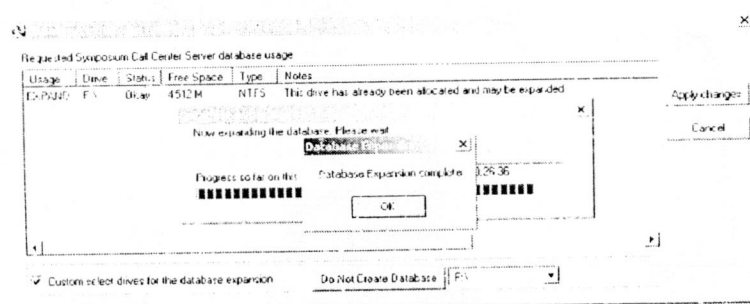 Requested Symposium Call Center Server database usage
Usage Drive Status Free Space Type Notes
EXPAND F:\ Okay 4512 M NTFS This drive has already been allocated and may be expanded
Apply changes
Now expanding the database. Please wait
Cancel
Database
Progress so far on this
Database Expansion complete
OK
Custom select drives for the database expansion
Do Not Create Database
F:\